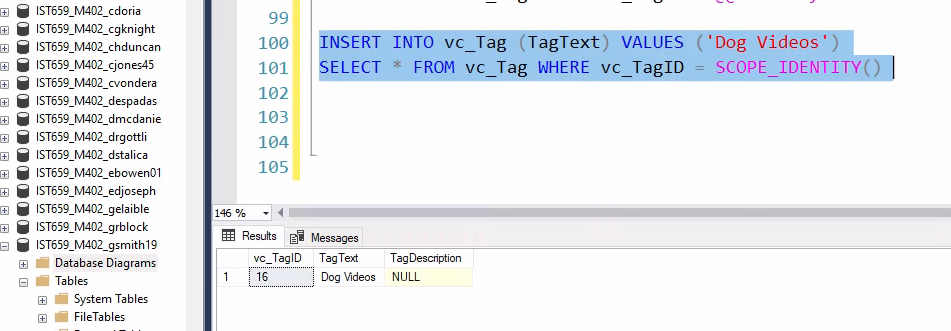 IST659_M402_cdoria
IST659_M402_cgknight
IST659_M402_chduncan
IST659_M402_cjones45
IST659_M402_cvondera
IST659_M402_despadas
IST659_M402_dmcdanie
IST659_M402_drgottli
IST659_M402_dstalica
IST659_M402_ebowen01
IST659_M402_edjoseph
IST659_M402_gelaible
IST659_M402_grblock
IST659_M402_gsmith19
Database Diagrams
Tables
System Tables
FileTables
99
100 INSERT INTO vc_Tag (TagText) VALUES ('Dog Videos')
101 SELECT * FROM vc_Tag WHERE vc_TagID = SCOPE_IDENTITY()
102
103
104
105
146 %
Results Messages
vc_TagID TagText TagDescription
1 16 Dog Videos NULL